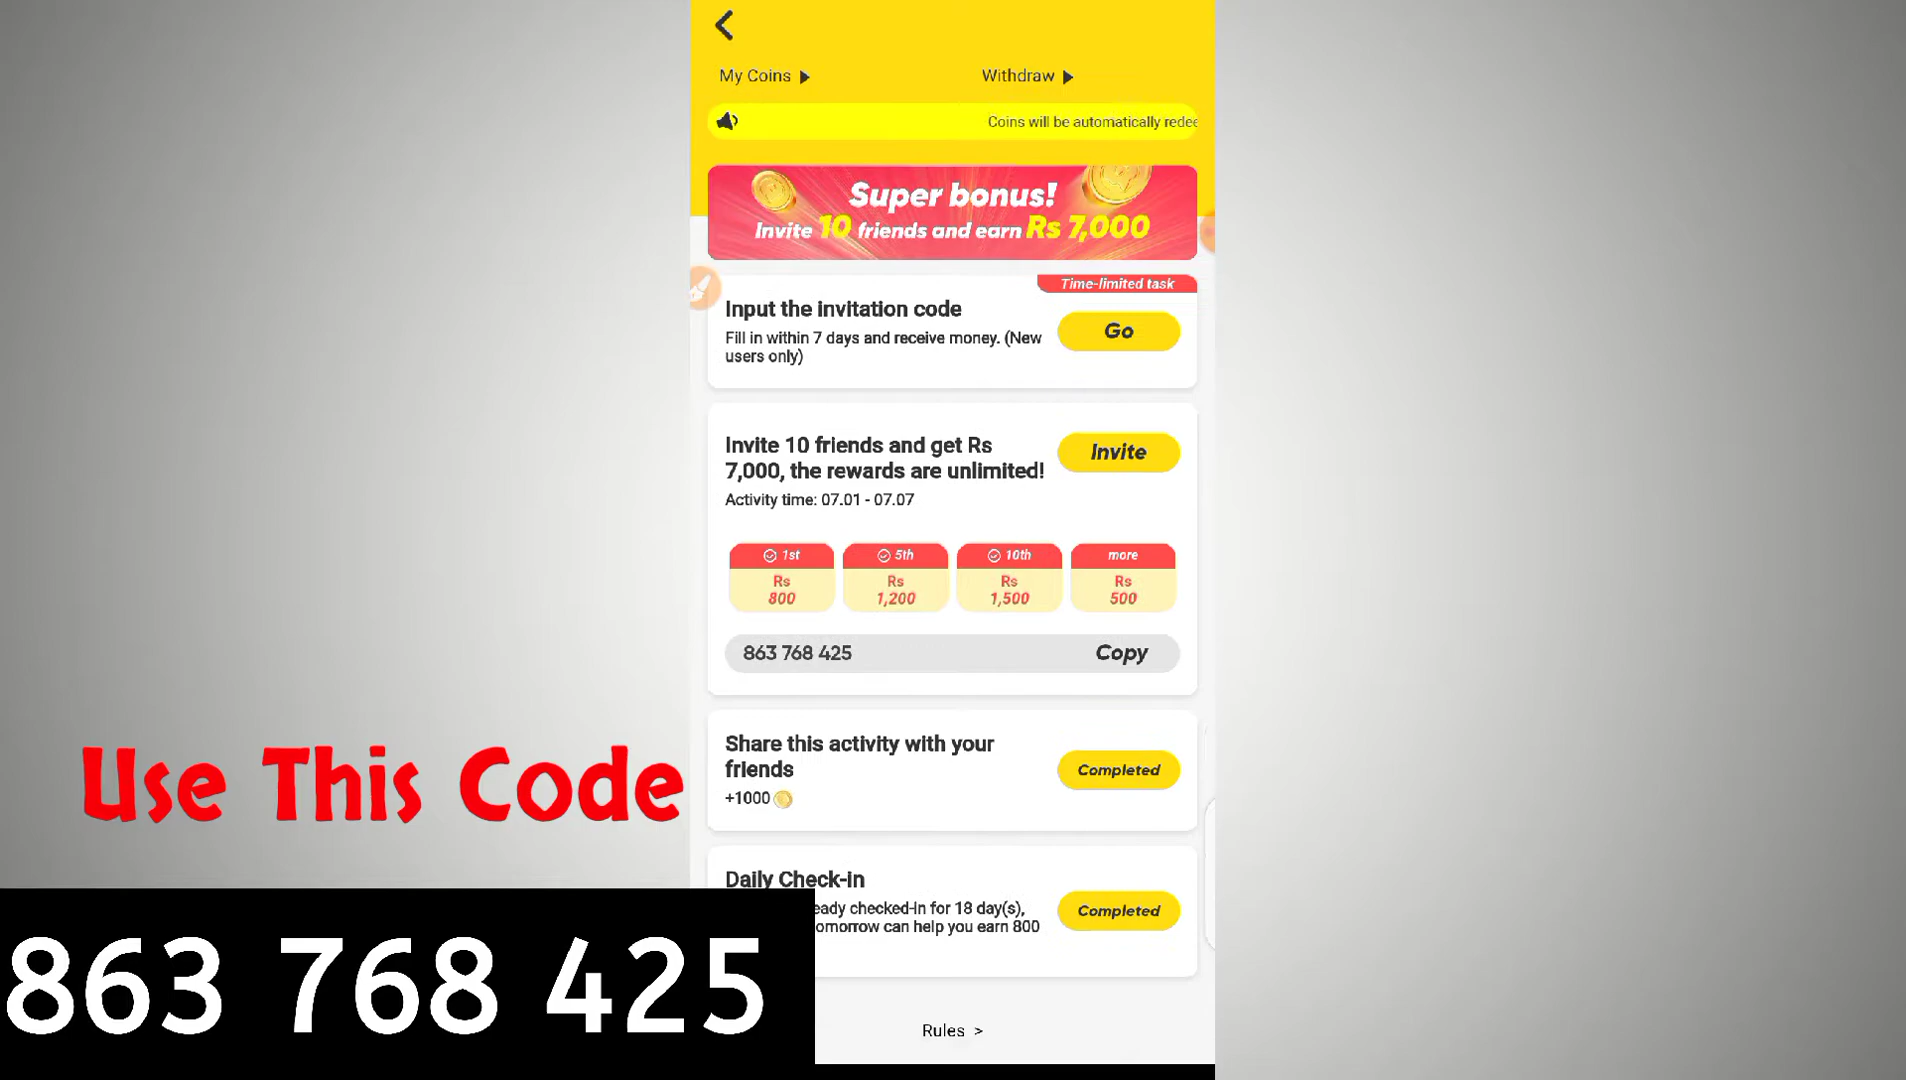 My Coins
Withdraw
Coins will be automatically redee
Super bonus!
Invite 10 friends and earn Rs 7,000
Time-limited task
Input the invitation code
Go
Fill in within 7 days and receive money. (New
users only)
Invite 10 friends and get Rs
7,000, the rewards are unlimited!
Invite
Activity time: 07.01 - 07.07
1st
5th
10th
more
Rs
800
Rs
1,200
Rs
1,500
Rs
500
863 768 425
Copy
Share this activity with your
friends
+1000
Completed
Use This Code
Daily Check-in
eady checked-in for 18 day(s),
omorrow can help you earn 800
Completed
863 768 425
Rules >